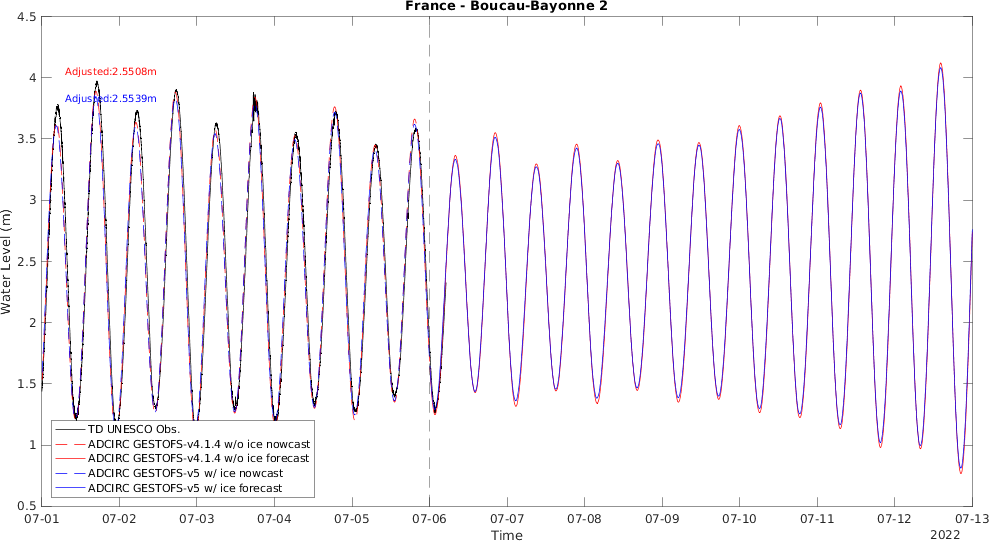 France - Boucau-Bayonne 2
4.5
4
3.5
3
2.5
2
1.5
1
0.5
Water Level (m)
Adjusted:2.5508m
Adjusted:2.5539m
TD UNESCO Obs.
ADCIRC GESTOFS-v4.1.4 w/o ice nowcast
ADCIRC GESTOFS-v4.1.4 w/o ice forecast
ADCIRC GESTOFS-v5 w/ ice nowcast
ADCIRC GESTOFS-v5 w/ ice forecast
07-01 07-02 07-03 07-04 07-05 07-06 07-07 07-08 07-09 07-10 07-11 07-12 07-13
Time
2022